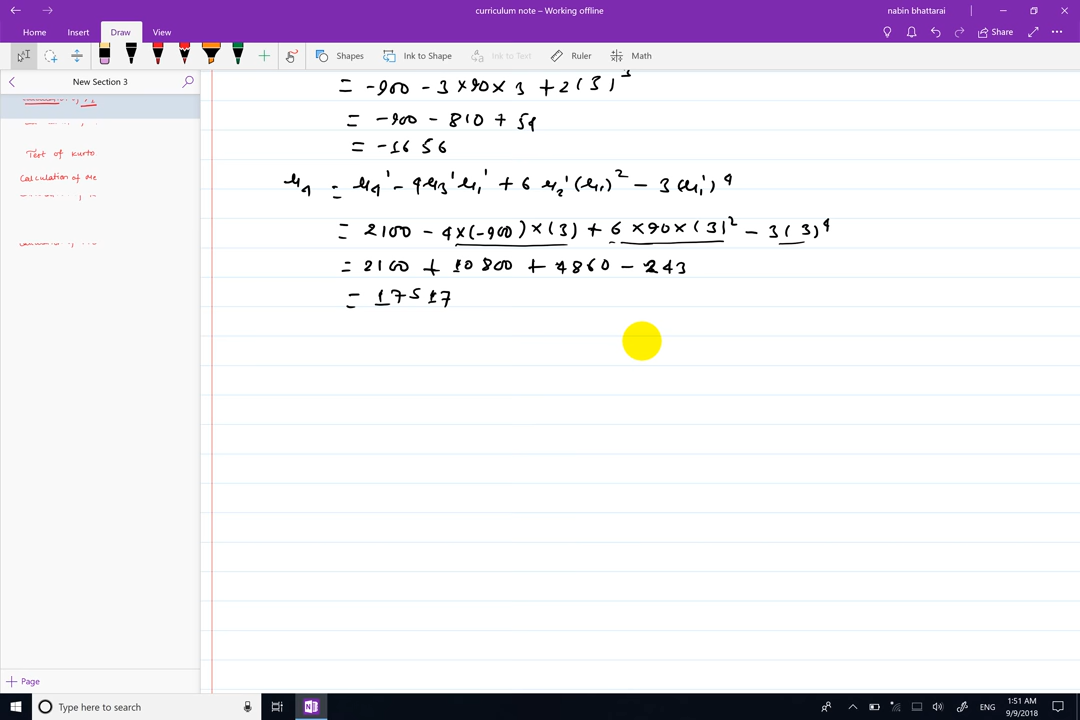 curriculum note – Working offline
nabin bhattarai
Home Insert Draw View
Share
Shapes Ink to Shape Ink to Text Ruler Math
New Section 3
Test of Kurto
Calculation of Me
= -900 - 3 × 90 × 3 + 2(3)³
= -900 - 810 + 54
= -1656
μ₄ = μ₄' - 4μ₃'μ₁' + 6 μ₂'(μ₁)² - 3(μ₁')⁴
= 2100 - 4×(-900)×(3) + 6×90×(3)² - 3(3)⁴
= 2100 + 10800 + 4860 - 243
= 17517
+ Page
Type here to search
ENG
1:51 AM
9/9/2018